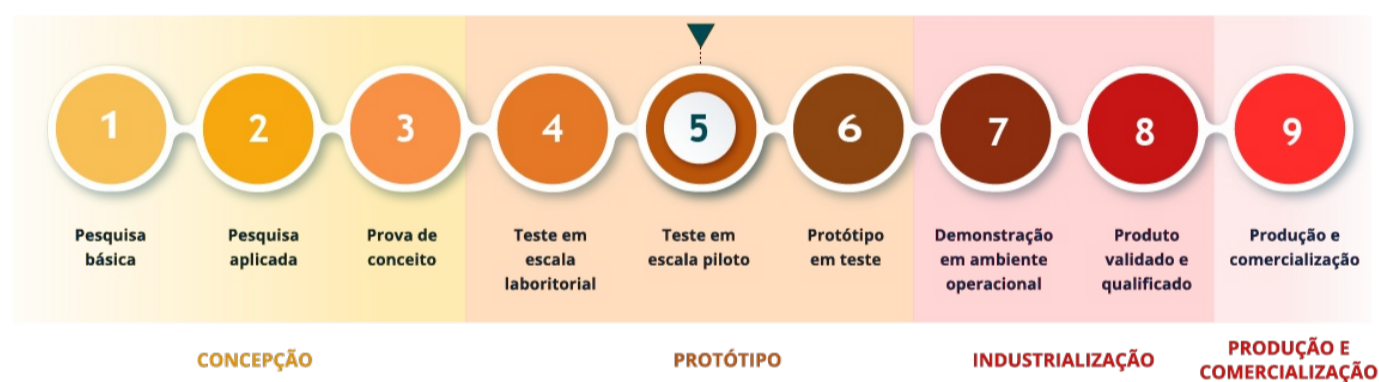 1
2
3
4
5
6
7
8
9
Pesquisa
básica
Pesquisa
aplicada
Prova de
conceito
Teste em
escala
laboritorial
Teste em
escala piloto
Protótipo
em teste
Demonstração
em ambiente
operacional
Produto
validado e
qualificado
Produção e
comercialização
CONCEPÇÃO
PROTÓTIPO
INDUSTRIALIZAÇÃO
PRODUÇÃO E
COMERCIALIZAÇÃO